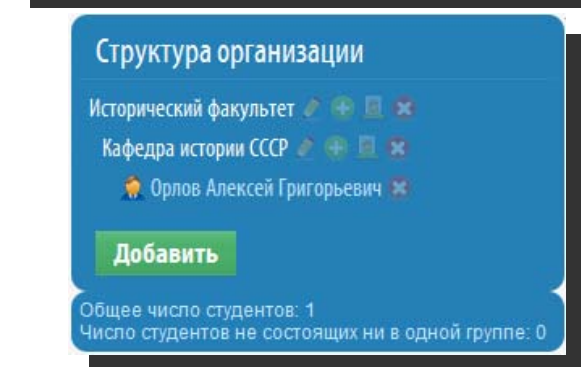 Структура организации
Исторический факультет
Кафедра истории СССР
Орлов Алексей Григорьевич
Добавить
Общее число студентов: 1
Число студентов не состоящих ни в одной группе: 0